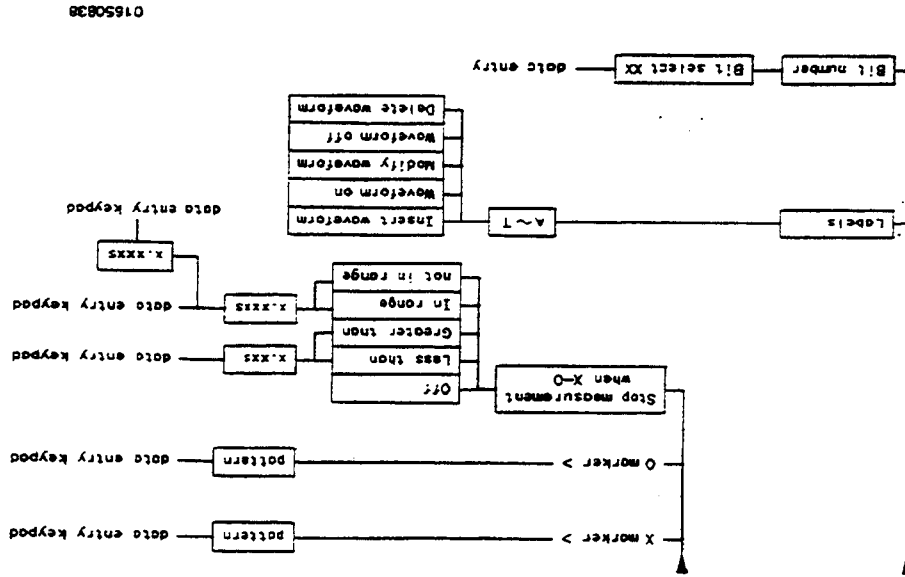 X marker > pattern data entry keypad
O marker > pattern data entry keypad
Stop measurement
when X-O
Off
Less than x.xxs data entry keypad
Greater than
In range x.xxxs data entry keypad
not in range
x.xxxs
data entry keypad
Labels A~T Insert waveform
Waveform on
Modify waveform
Waveform off
Delete waveform
Bit number Bit select XX data entry
01650B38